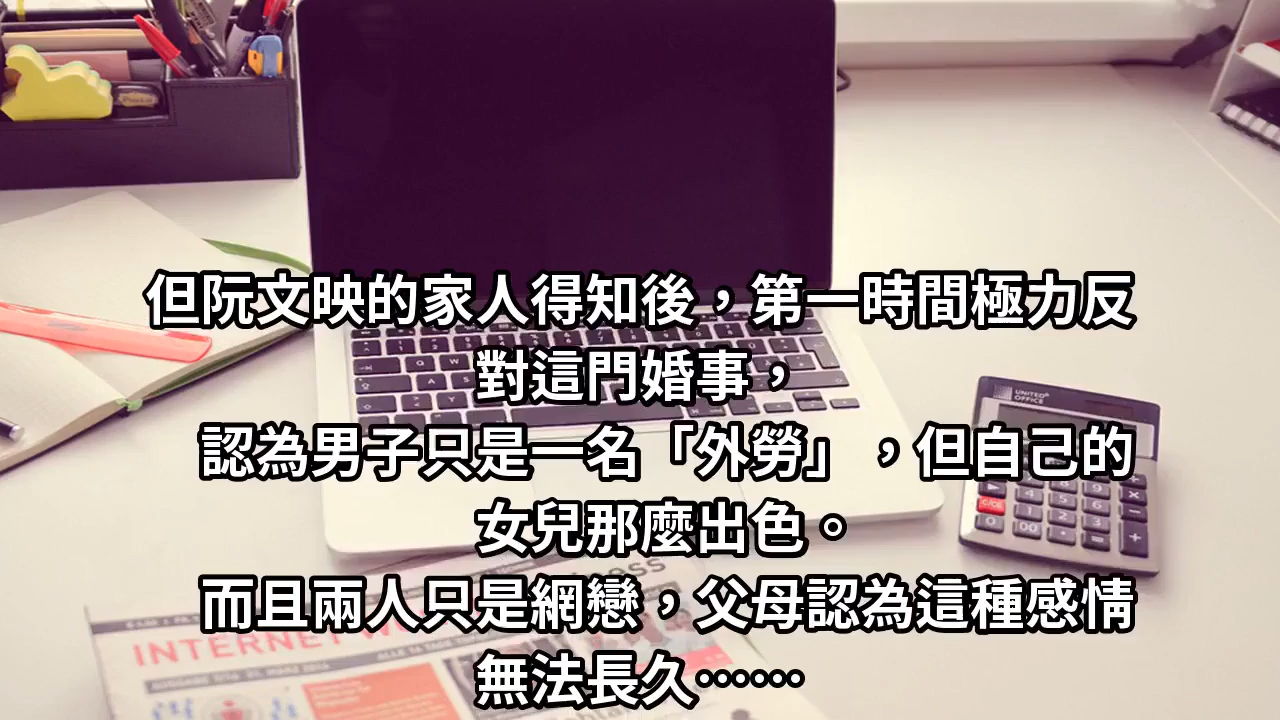 但阮文映的家人得知後，第一時間極力反
對這門婚事，
認為男子只是一名「外勞」，但自己的
女兒那麼出色。
而且兩人只是網戀，父母認為這種感情
無法長久⋯⋯
UNITED
OFFICE
INTERNET
ness